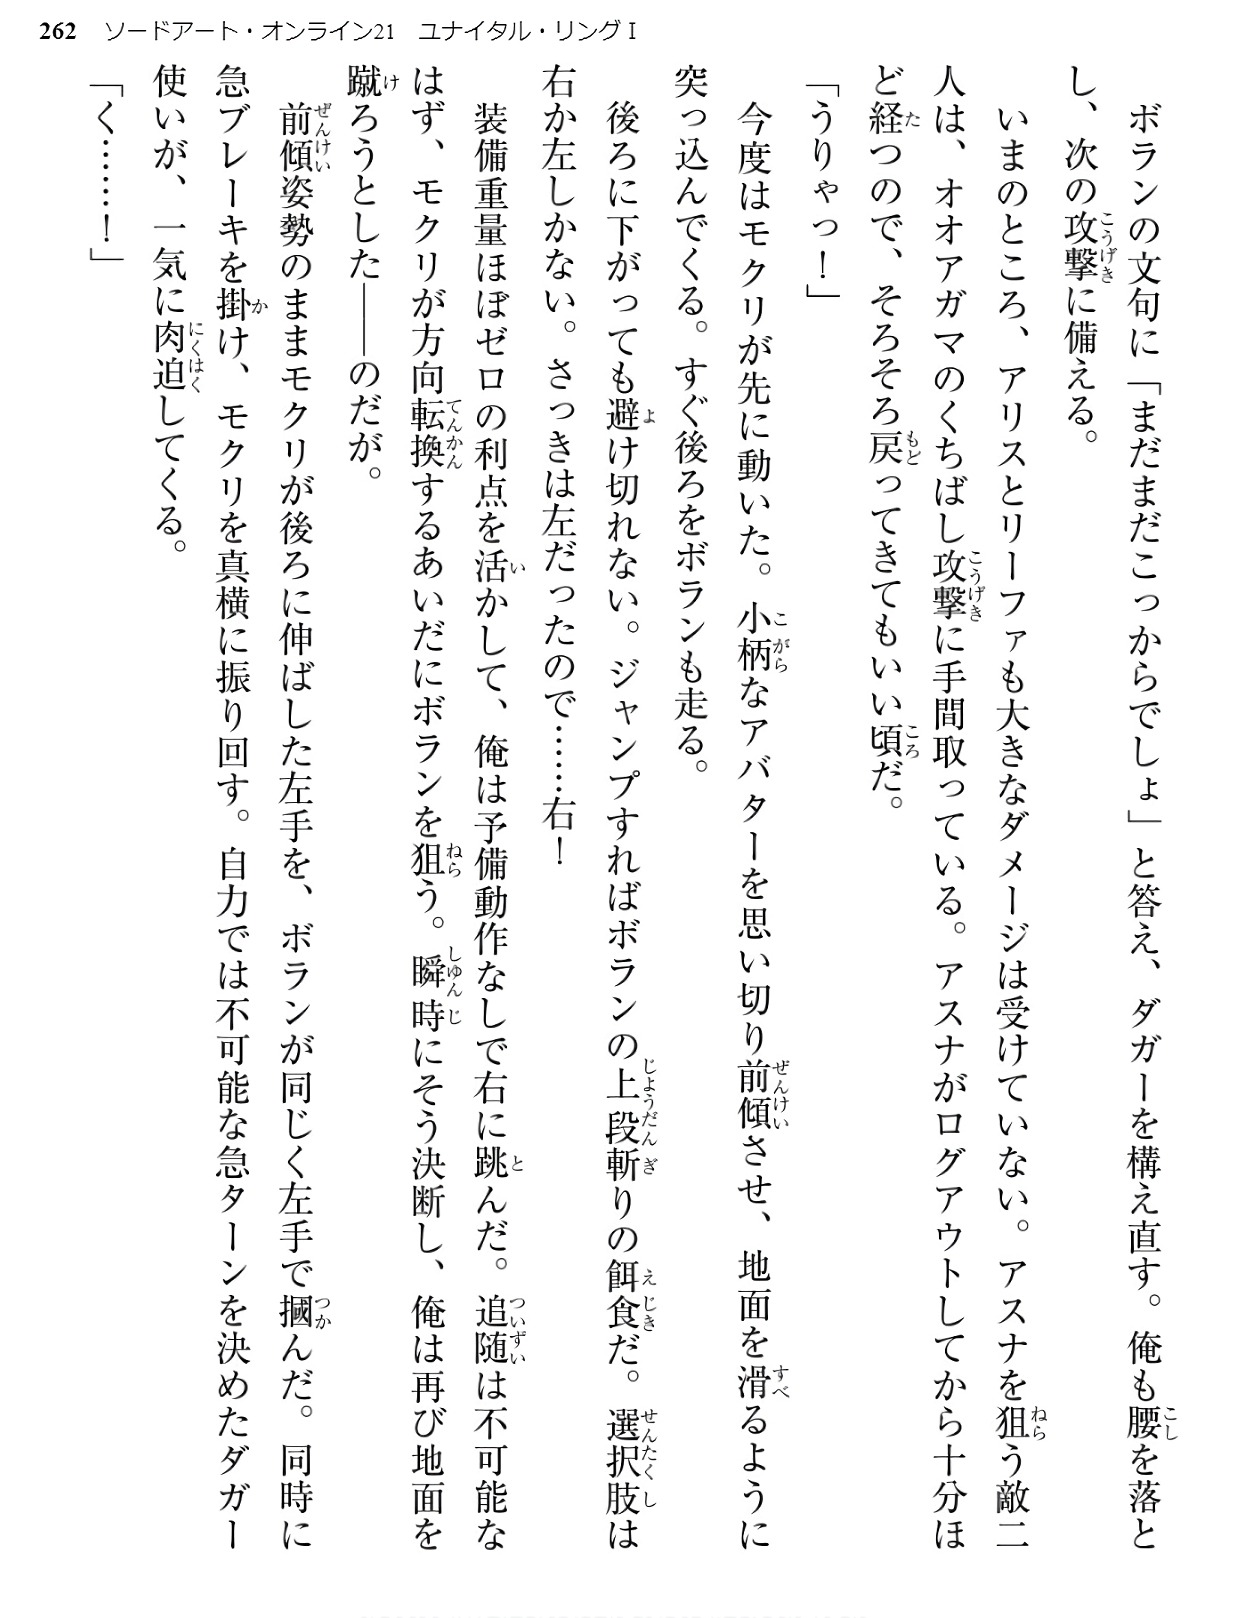 262 ソードアート・オンライン21 ユナイタル・リングⅠ
ボランの文句に「まだまだこっからでしょ」と答え、ダガーを構え直す。俺も腰を落と
し、次の攻撃に備える。
いまのところ、アリスとリーファも大きなダメージは受けていない。アスナを狙う敵二
人は、オオアガマのくちばし攻撃に手間取っている。アスナがログアウトしてから十分ほ
ど経つので、そろそろ戻ってきてもいい頃だ。
「うりゃっ！」
今度はモクリが先に動いた。小柄なアバターを思い切り前傾させ、地面を滑るように
突っ込んでくる。すぐ後ろをボランも走る。
後ろに下がっても避け切れない。ジャンプすればボランの上段斬りの餌食だ。選択肢は
右か左しかない。さっきは左だったので……右！
装備重量ほぼゼロの利点を活かして、俺は予備動作なしで右に跳んだ。追随は不可能な
はず、モクリが方向転換するあいだにボランを狙う。瞬時にそう決断し、俺は再び地面を
蹴ろうとした――のだが。
前傾姿勢のままモクリが後ろに伸ばした左手を、ボランが同じく左手で摑んだ。同時に
急ブレーキを掛け、モクリを真横に振り回す。自力では不可能な急ターンを決めたダガー
使いが、一気に肉迫してくる。
「く……！」